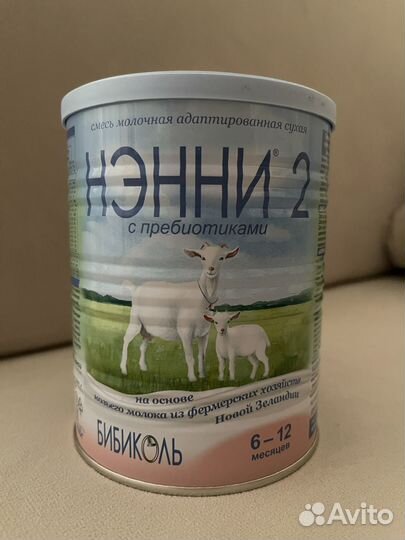 смесь молочная адаптированная сухая
НЭННИ® 2
с пребиотиками
на основе
козьего молока из фермерских хозяйств
Новой Зеландии
БИБИКОЛЬ
6 – 12
месяцев
Avito